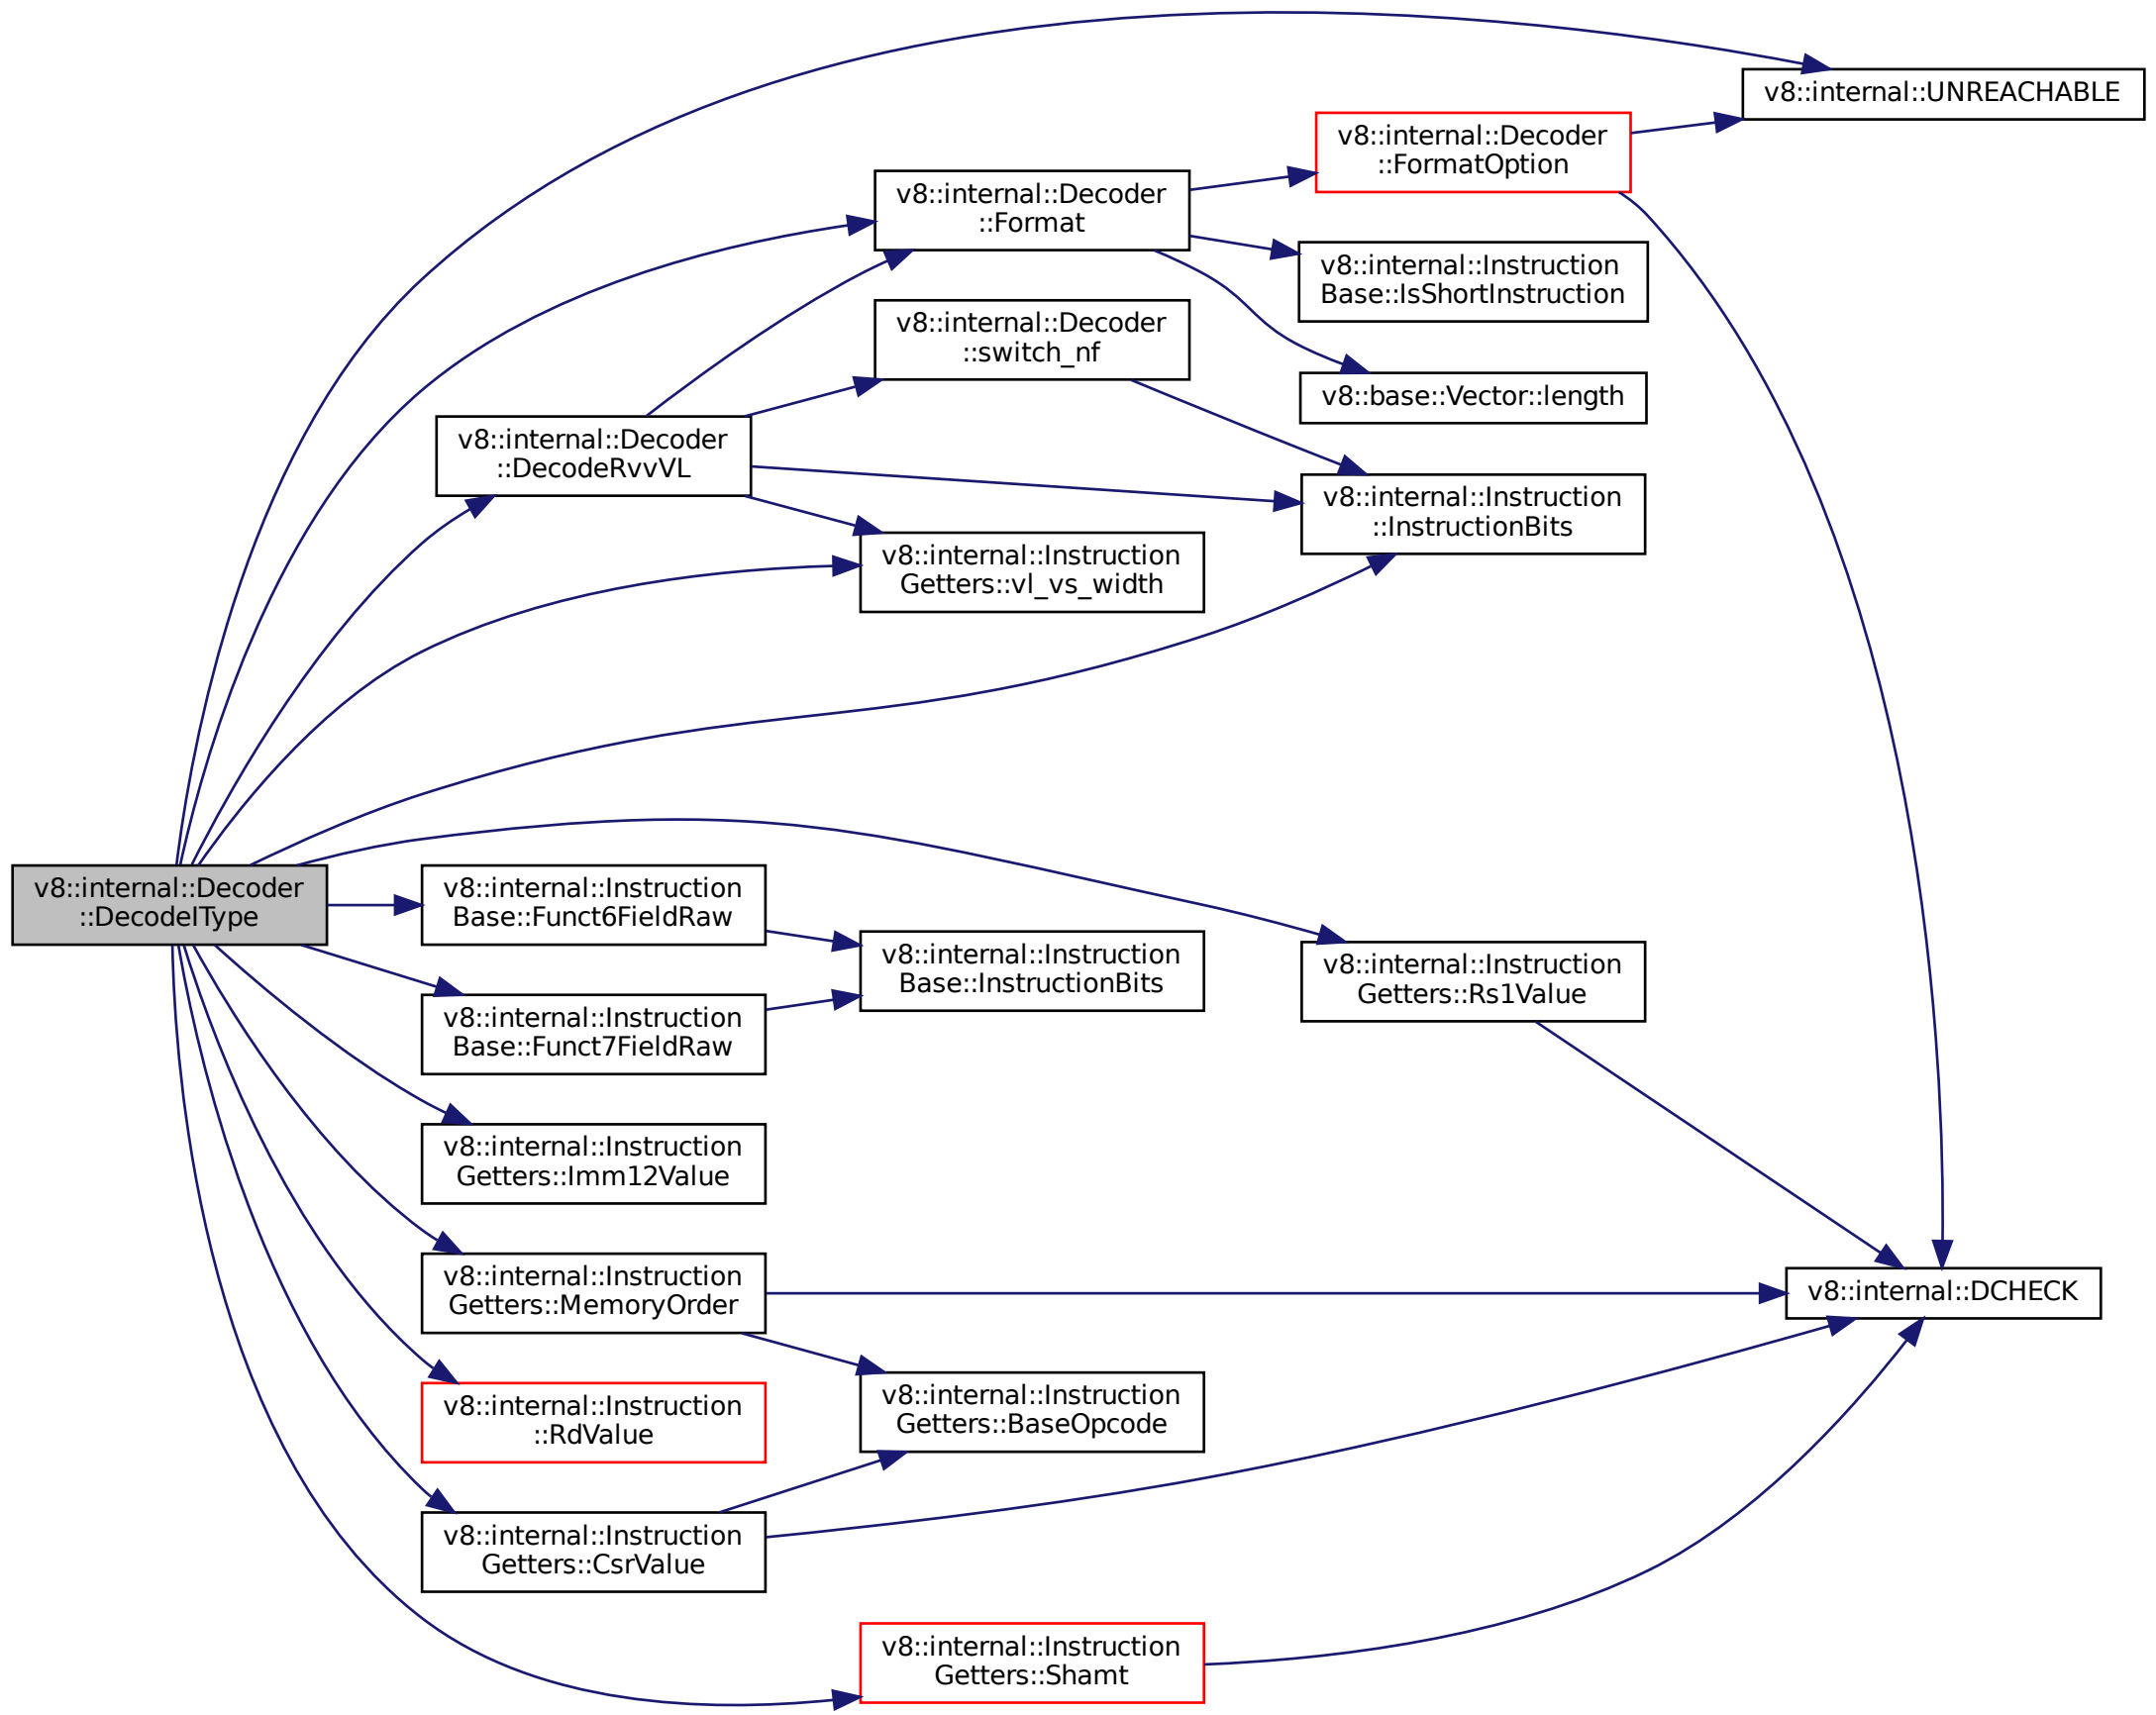 v8::internal::UNREACHABLE
v8::internal::Decoder
::FormatOption
v8::internal::Decoder
::Format
v8::internal::Instruction
Base::IsShortInstruction
v8::internal::Decoder
::switch_nf
v8::base::Vector::length
v8::internal::Decoder
::DecodeRvvVL
v8::internal::Instruction
::InstructionBits
v8::internal::Instruction
Getters::vl_vs_width
v8::internal::Decoder
::DecodeIType
v8::internal::Instruction
Base::Funct6FieldRaw
v8::internal::Instruction
Base::InstructionBits
v8::internal::Instruction
Getters::Rs1Value
v8::internal::Instruction
Base::Funct7FieldRaw
v8::internal::Instruction
Getters::Imm12Value
v8::internal::Instruction
Getters::MemoryOrder
v8::internal::DCHECK
v8::internal::Instruction
::RdValue
v8::internal::Instruction
Getters::BaseOpcode
v8::internal::Instruction
Getters::CsrValue
v8::internal::Instruction
Getters::Shamt